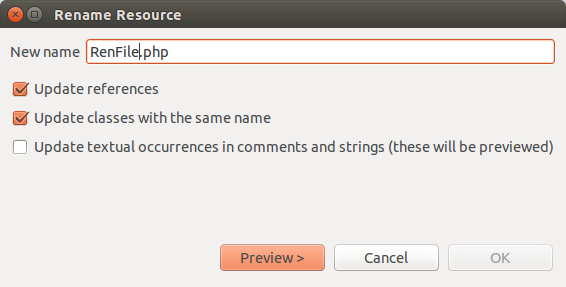 Rename Resource
New name RenFile.php
Update references
Update classes with the same name
Update textual occurrences in comments and strings (these will be previewed)
Preview > Cancel OK